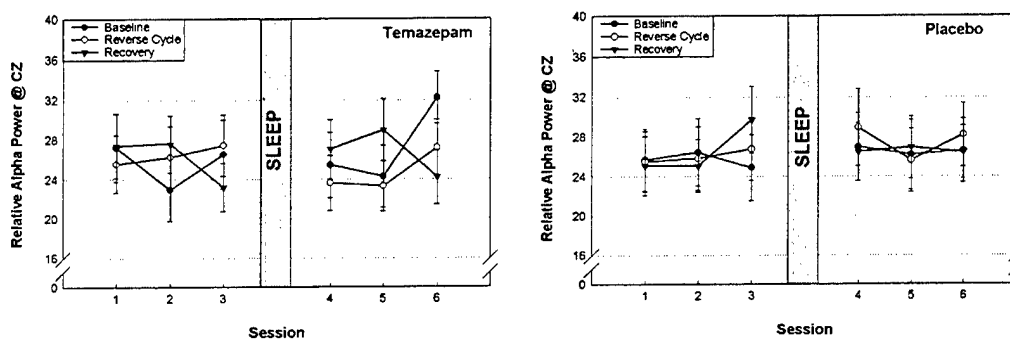 Relative Alpha Power @ CZ
40
36
32
28
24
20
16
0
Baseline
Reverse Cycle
Recovery
Temazepam
SLEEP
1 2 3 4 5 6
Session
Relative Alpha Power @ CZ
40
36
32
28
24
20
16
0
Baseline
Reverse Cycle
Recovery
Placebo
SLEEP
1 2 3 4 5 6
Session